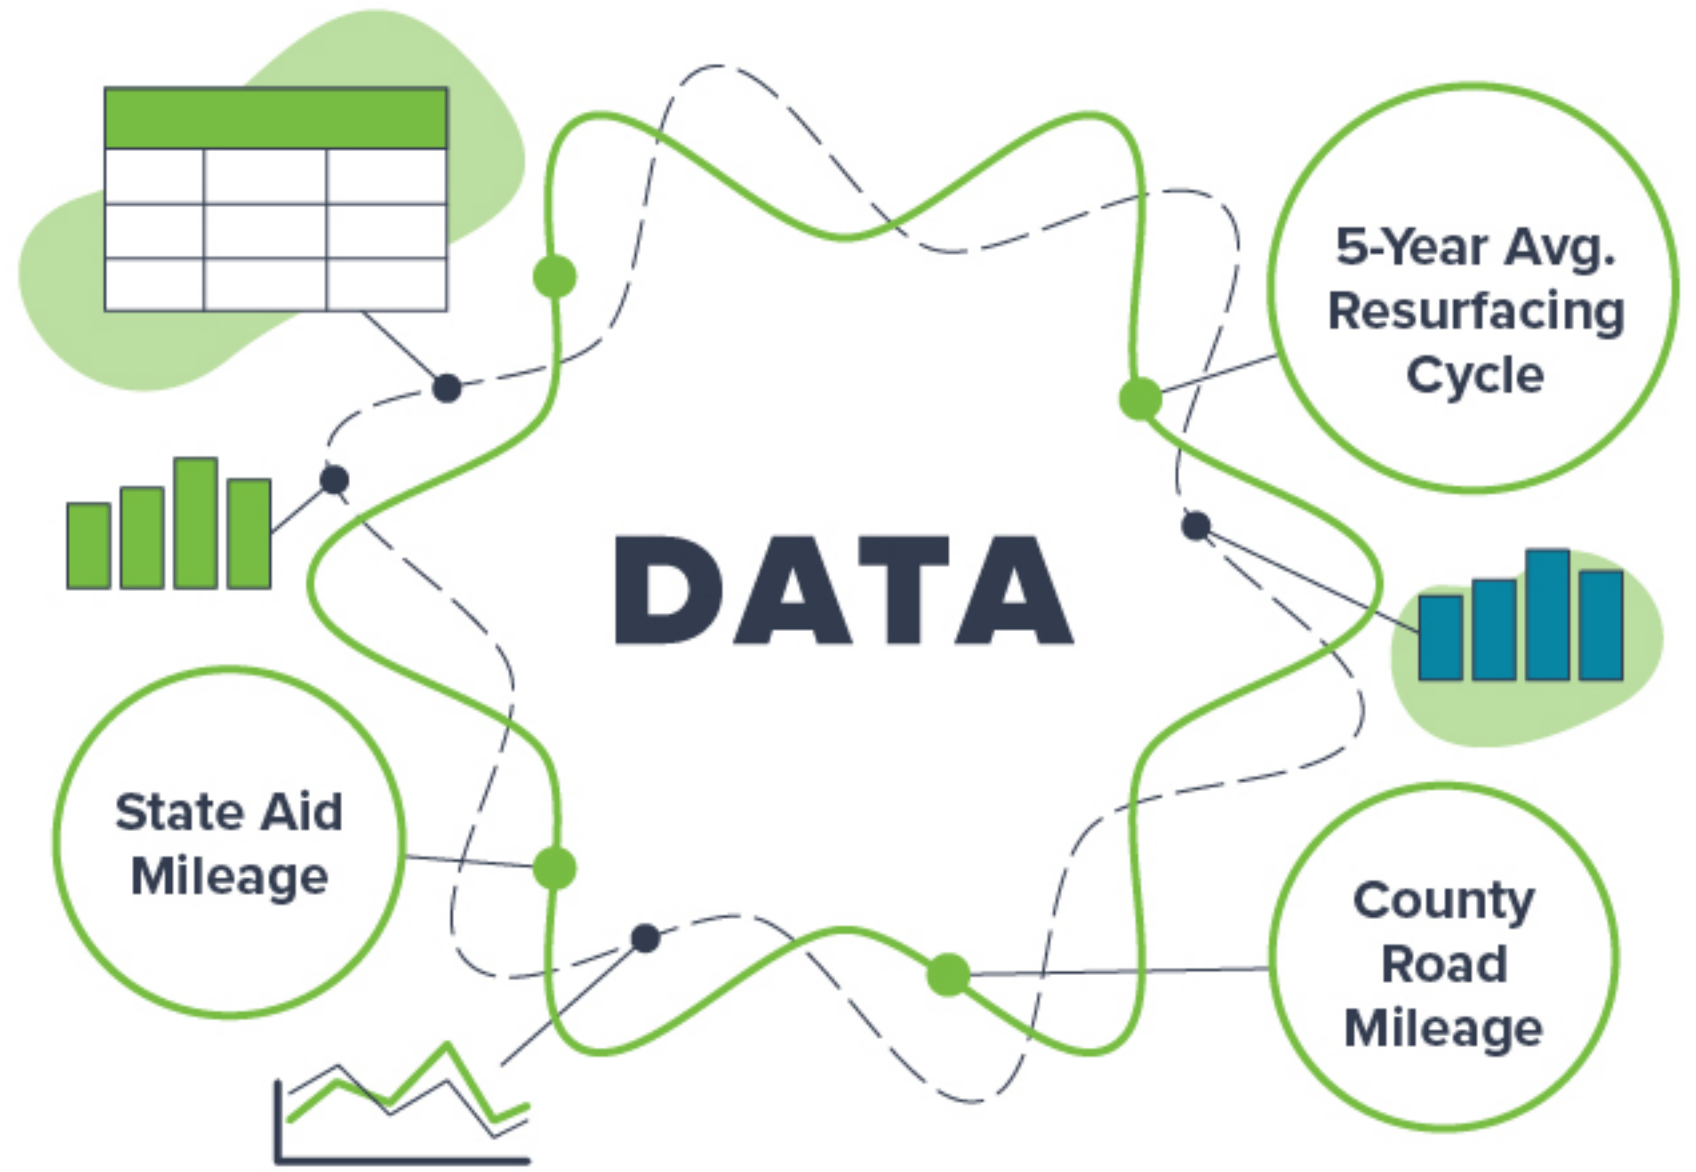 5-Year Avg.
Resurfacing
Cycle
DATA
State Aid
Mileage
County
Road
Mileage